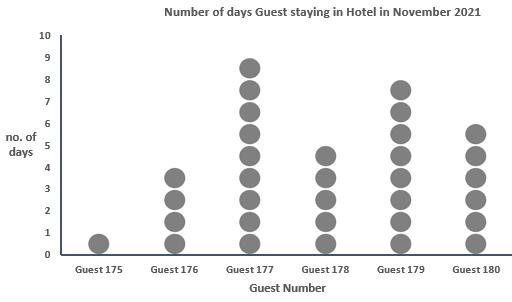 Number of days Guest staying in Hotel in November 2021
10
9
8
7
6
5
4
3
2
1
0
no. of
days
Guest 175 Guest 176 Guest 177 Guest 178 Guest 179 Guest 180
Guest Number